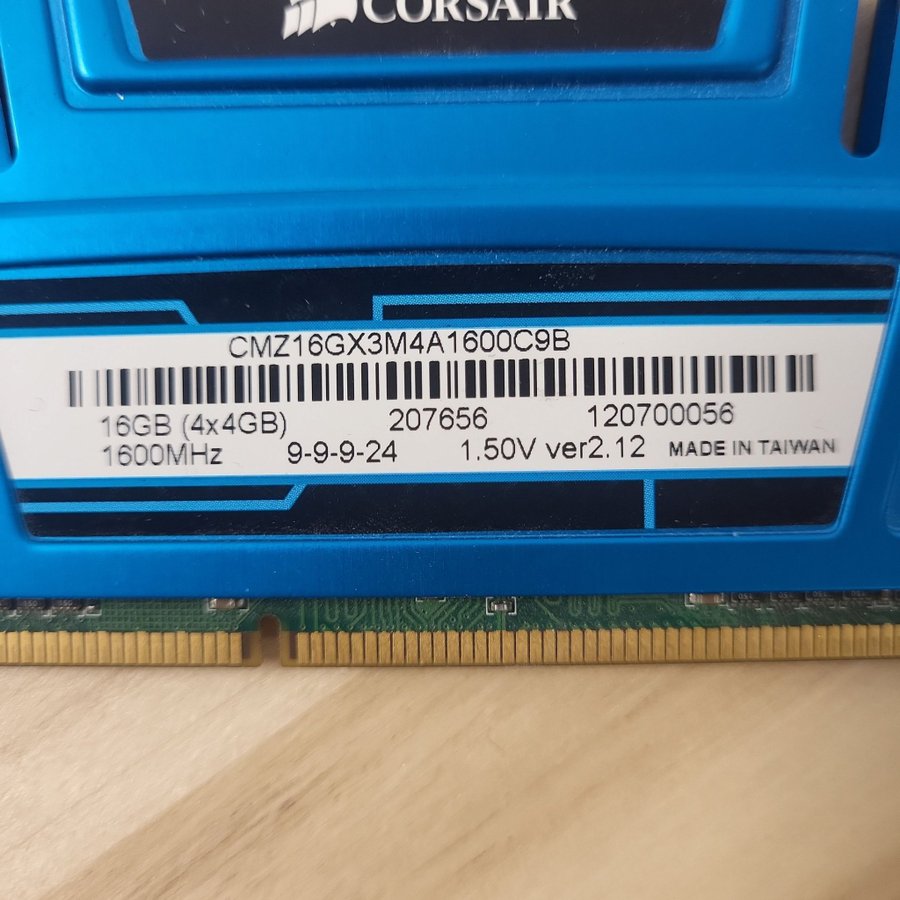 CORSAIR
CMZ16GX3M4A1600C9B
16GB (4x4GB) 207656 120700056
1600MHz 9-9-9-24 1.50V ver2.12 MADE IN TAIWAN